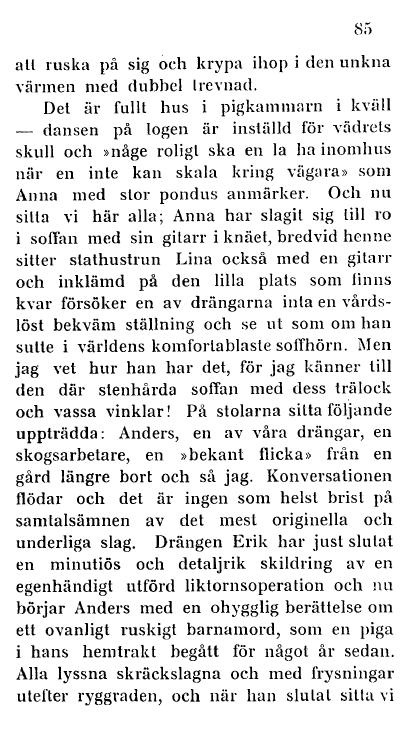 85
att ruska på sig och krypa ihop i den unkna
värmen med dubbel trevnad.
Det är fullt hus i pigkammarn i kväll
— dansen på logen är inställd för vädrets
skull och »någe roligt ska en la ha inomhus
när en inte kan skala kring vägara» som
Anna med stor pondus anmärker. Och nu
sitta vi här alla; Anna har slagit sig till ro
i soffan med sin gitarr i knäet, bredvid henne
sitter stathustrun Lina också med en gitarr
och inklämd på den lilla plats som finns
kvar försöker en av drängarna inta en vårds-
löst bekväm ställning och se ut som om han
sutte i världens komfortablaste soffhörn. Men
jag vet hur han har det, för jag känner till
den där stenhårda soffan med dess trälock
och vassa vinklar! På stolarna sitta följande
uppträdda: Anders, en av våra drängar, en
skogsarbetare, en »bekant flicka» från en
gård längre bort och så jag. Konversationen
flödar och det är ingen som helst brist på
samtalsämnen av det mest originella och
underliga slag. Drängen Erik har just slutat
en minutiös och detaljrik skildring av en
egenhändigt utförd liktornsoperation och nu
börjar Anders med en ohygglig berättelse om
ett ovanligt ruskigt barnamord, som en piga
i hans hemtrakt begått för något år sedan.
Alla lyssna skräckslagna och med frysningar
utefter ryggraden, och när han slutat sitta vi